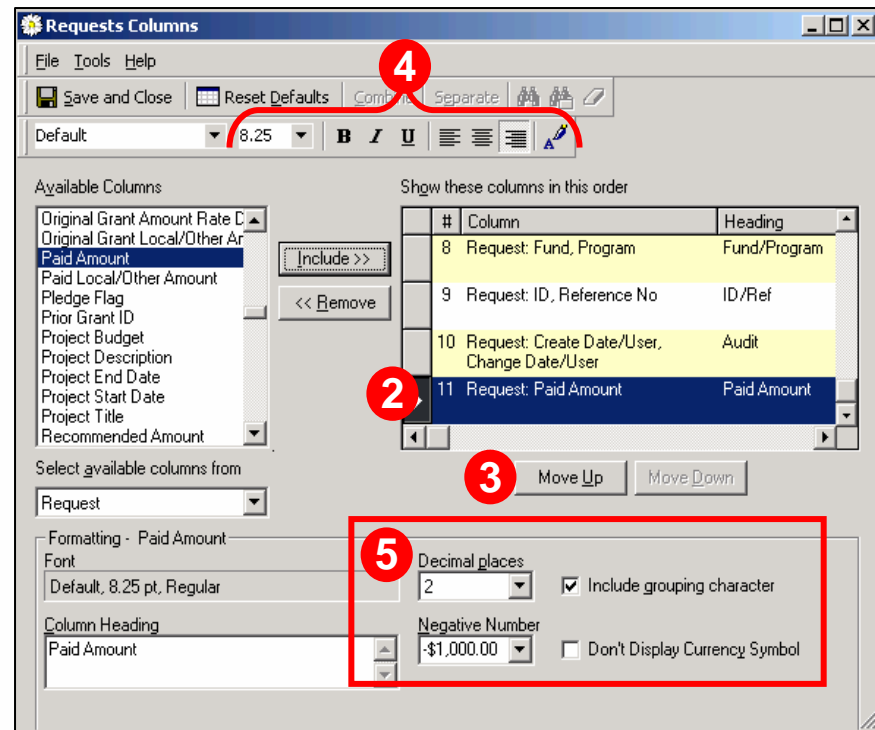 Requests Columns
File Tools Help
4
Save and Close Reset Defaults Separate
Default 8.25 B I U A
Available Columns Show these columns in this order
Original Grant Amount Rate D
Original Grant Local/Other Ar
Paid Amount
Paid Local/Other Amount
Pledge Flag
Prior Grant ID
Project Budget
Project Description
Project End Date
Project Start Date
Project Title
Recommended Amount
Include >>
<< Remove
# Column Heading
8 Request: Fund, Program Fund/Program
9 Request: ID, Reference No ID/Ref
10 Request: Create Date/User, Audit
Change Date/User
2 11 Request: Paid Amount Paid Amount
Select available columns from
Request
3 Move Up Move Down
Formatting - Paid Amount
Font
Default, 8.25 pt, Regular
Column Heading
Paid Amount
5 Decimal places
2 Include grouping character
Negative Number
-$1,000.00 Don't Display Currency Symbol